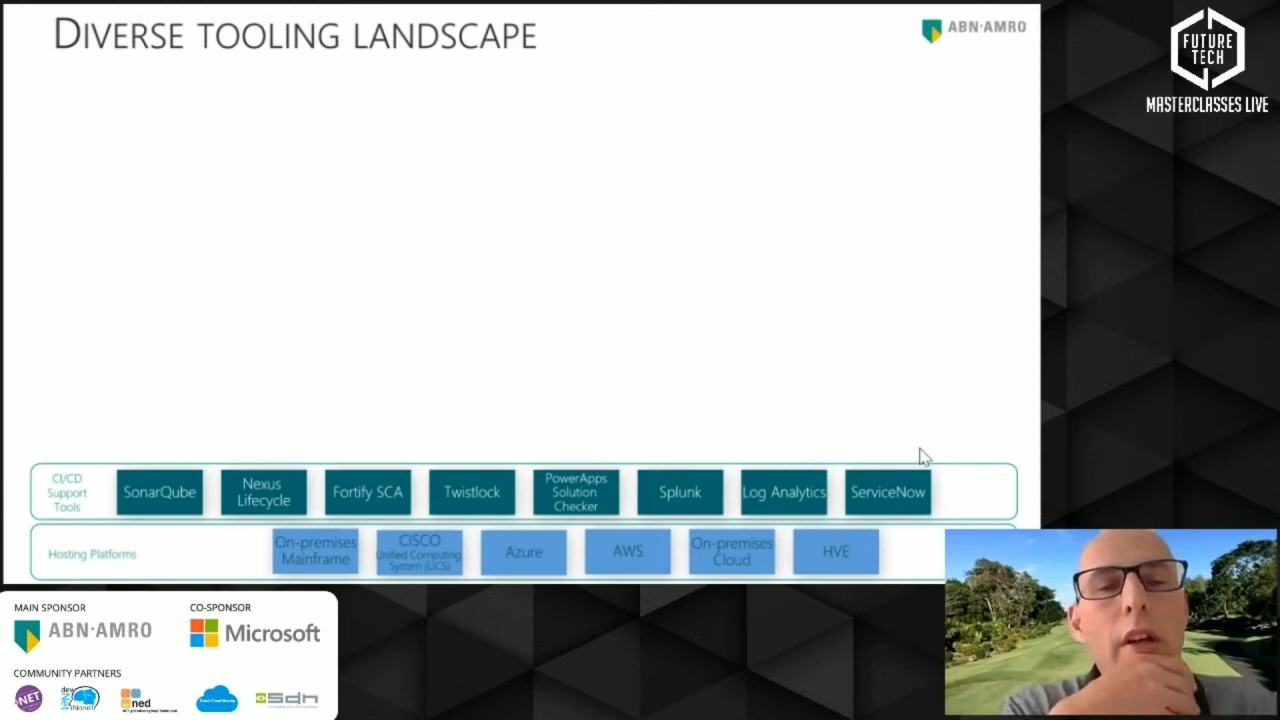 DIVERSE TOOLING LANDSCAPE
ABN·AMRO
FUTURE
TECH
MASTERCLASSES LIVE
CI/CD
Support
Tools
SonarQube
Nexus
Lifecycle
Fortify SCA
Twistlock
PowerApps
Solution
Checker
Splunk
Log Analytics
ServiceNow
Hosting Platforms
On-premises
Mainframe
CISCO
Unified Computing
System (UCS)
Azure
AWS
On-premises
Cloud
HVE
MAIN SPONSOR
ABN·AMRO
CO-SPONSOR
Microsoft
COMMUNITY PARTNERS
.NET
ned
sdn